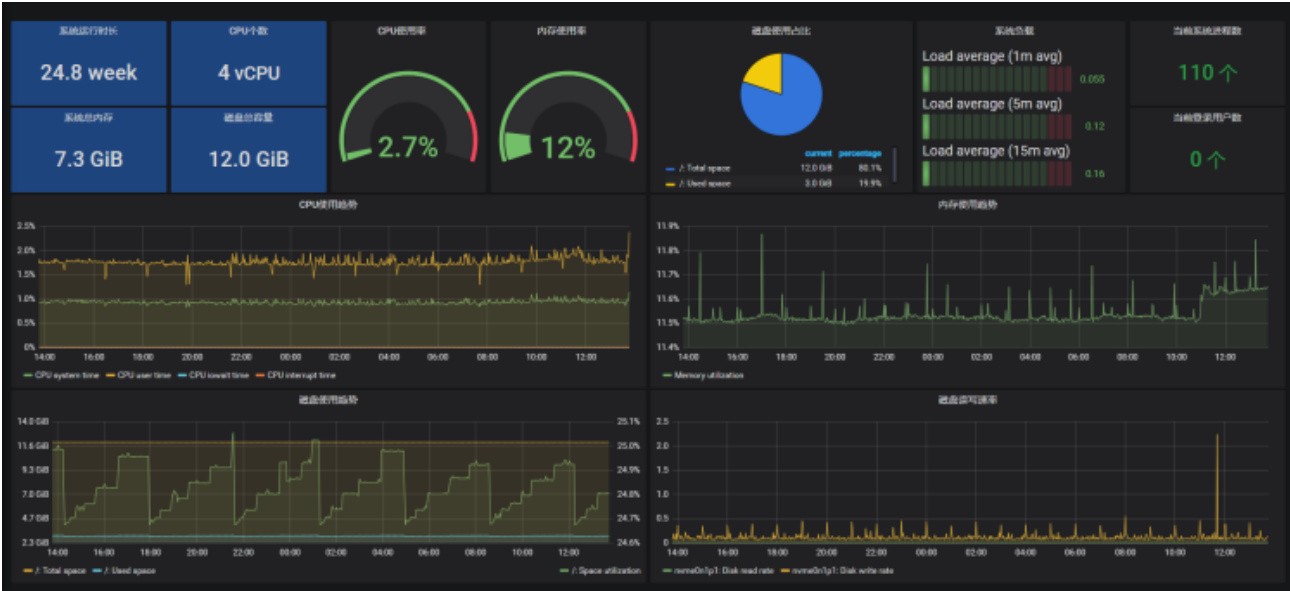 系统运行时长
24.8 week
CPU个数
4 vCPU
系统总内存
7.3 GiB
磁盘总容量
12.0 GiB
CPU使用率
2.7%
内存使用率
12%
磁盘使用占比
current percentage
/: Total space 12.0 GiB 80.1%
/: Used space 3.0 GiB 19.9%
系统负载
Load average (1m avg)
0.055
Load average (5m avg)
0.12
Load average (15m avg)
0.16
当前系统进程数
110 个
当前登录用户数
0 个
CPU使用趋势
2.5%
2.0%
1.5%
1.0%
0.5%
0%
14:00 16:00 18:00 20:00 22:00 00:00 02:00 04:00 06:00 08:00 10:00 12:00
CPU system time CPU user time CPU iowait time CPU interrupt time
内存使用趋势
11.9%
11.8%
11.7%
11.6%
11.5%
11.4%
14:00 16:00 18:00 20:00 22:00 00:00 02:00 04:00 06:00 08:00 10:00 12:00
Memory utilization
磁盘使用趋势
14.0 GiB 25.1%
11.6 GiB 25.0%
9.3 GiB 24.9%
7.0 GiB 24.8%
4.7 GiB 24.7%
2.3 GiB 24.6%
14:00 16:00 18:00 20:00 22:00 00:00 02:00 04:00 06:00 08:00 10:00 12:00
/: Total space /: Used space /: Space utilization
磁盘读写速率
2.5
2.0
1.5
1.0
0.5
0
14:00 16:00 18:00 20:00 22:00 00:00 02:00 04:00 06:00 08:00 10:00 12:00
nvme0n1p1: Disk read rate nvme0n1p1: Disk write rate